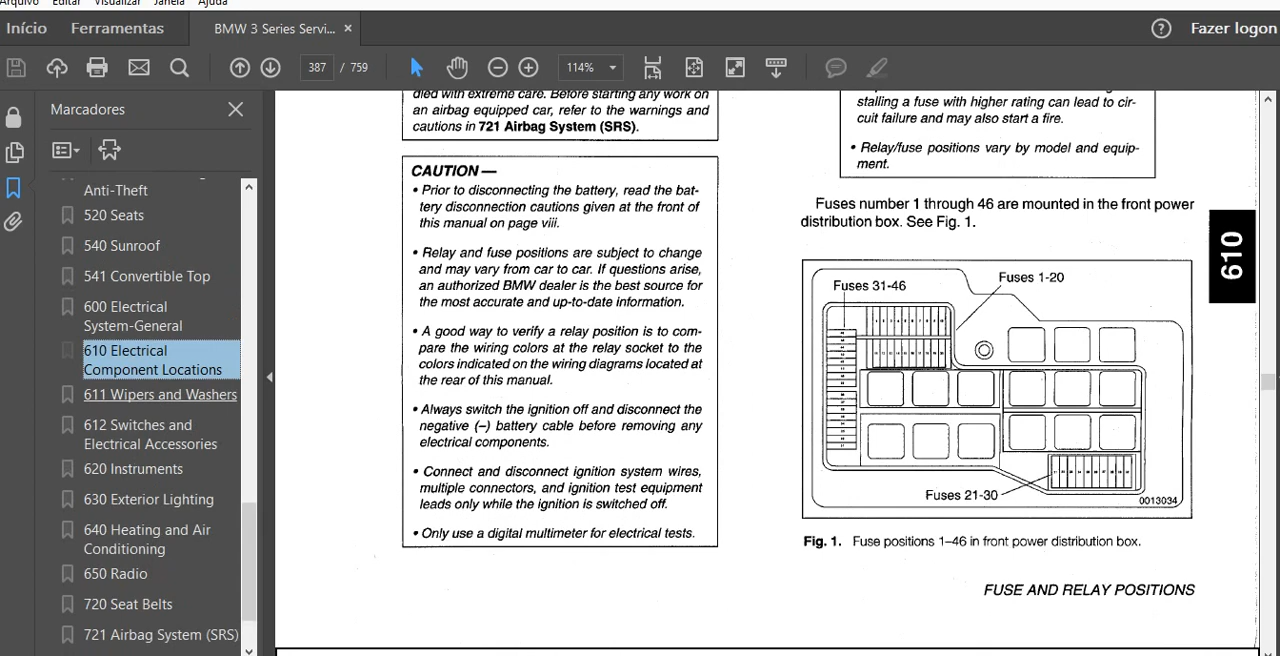 Arquivo Editar Visualizar Janela Ajuda
Início Ferramentas BMW 3 Series Servi... × ? Fazer logon
387 / 759 114%
Marcadores
Anti-Theft
520 Seats
540 Sunroof
541 Convertible Top
600 Electrical
System-General
610 Electrical
Component Locations
611 Wipers and Washers
612 Switches and
Electrical Accessories
620 Instruments
630 Exterior Lighting
640 Heating and Air
Conditioning
650 Radio
720 Seat Belts
721 Airbag System (SRS)
dled with extreme care. Before starting any work on
an airbag equipped car, refer to the warnings and
cautions in 721 Airbag System (SRS).
CAUTION —
• Prior to disconnecting the battery, read the bat-
tery disconnection cautions given at the front of
this manual on page viii.
• Relay and fuse positions are subject to change
and may vary from car to car. If questions arise,
an authorized BMW dealer is the best source for
the most accurate and up-to-date information.
• A good way to verify a relay position is to com-
pare the wiring colors at the relay socket to the
colors indicated on the wiring diagrams located at
the rear of this manual.
• Always switch the ignition off and disconnect the
negative (–) battery cable before removing any
electrical components.
• Connect and disconnect ignition system wires,
multiple connectors, and ignition test equipment
leads only while the ignition is switched off.
• Only use a digital multimeter for electrical tests.
stalling a fuse with higher rating can lead to cir-
cuit failure and may also start a fire.
• Relay/fuse positions vary by model and equip-
ment.
Fuses number 1 through 46 are mounted in the front power
distribution box. See Fig. 1.
610
Fuses 31-46
Fuses 1-20
Fuses 21-30
0013034
Fig. 1. Fuse positions 1–46 in front power distribution box.
FUSE AND RELAY POSITIONS